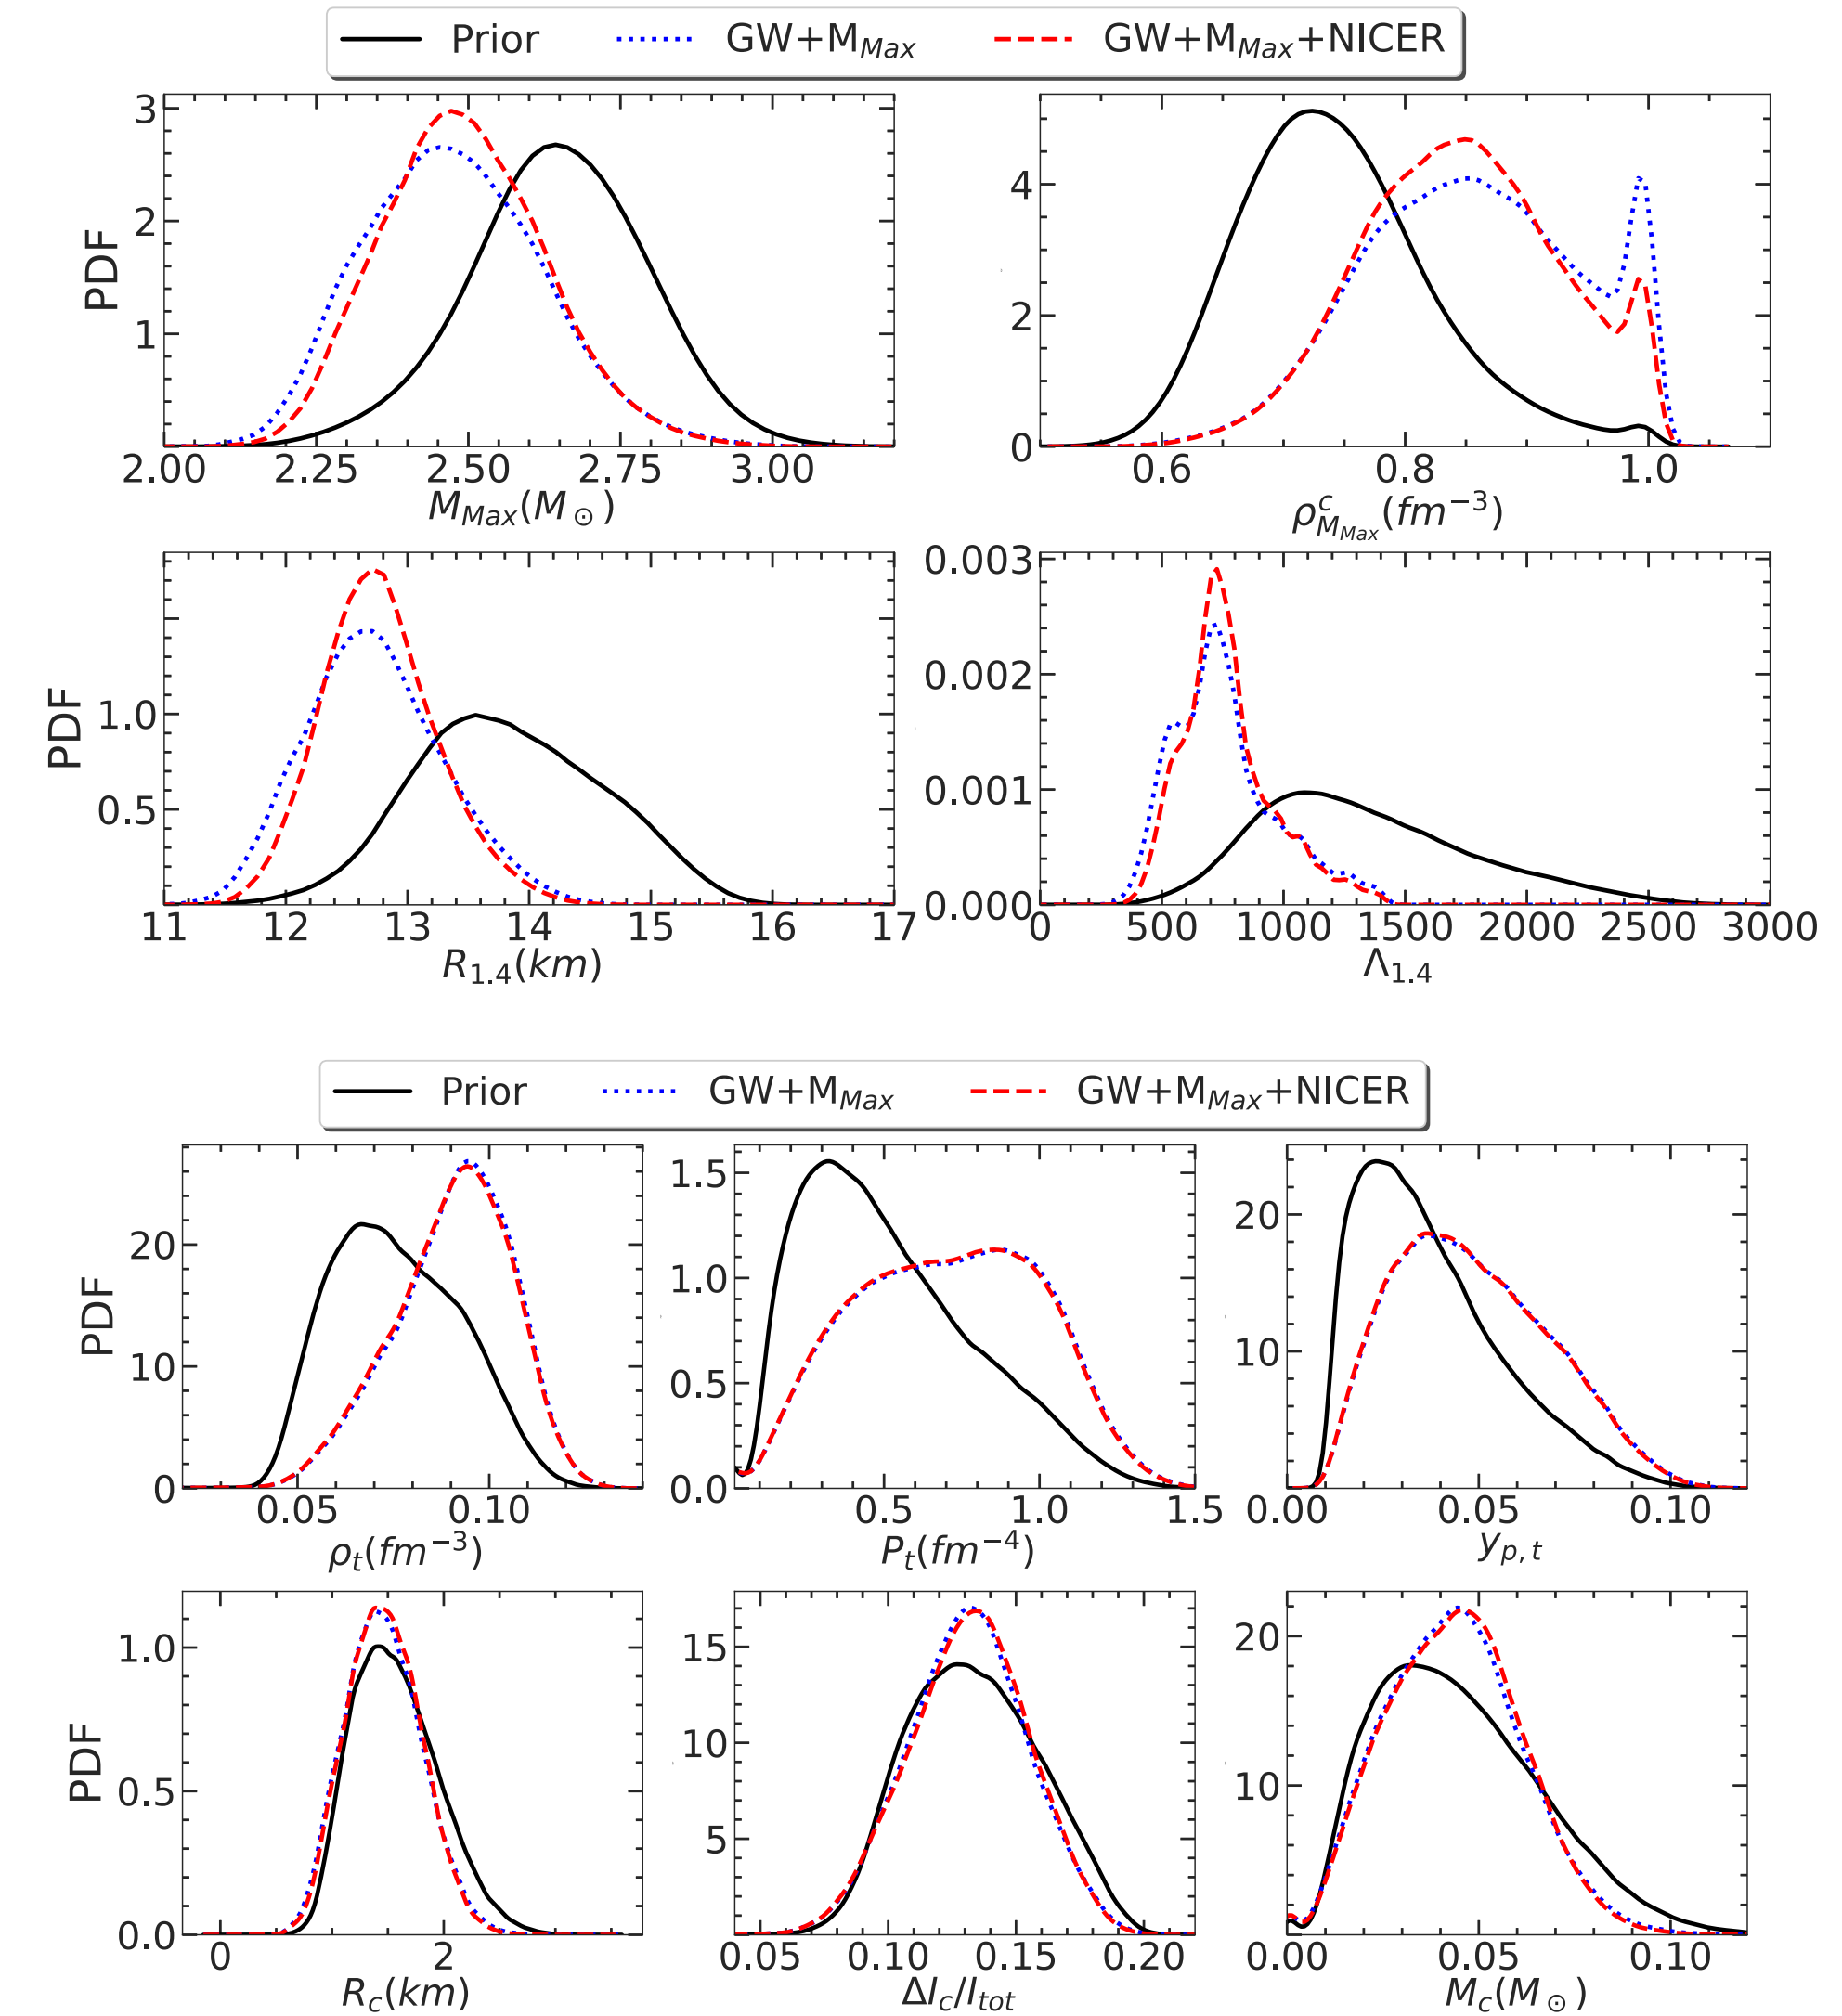 Prior GW+M_Max GW+M_Max+NICER
3
2
1
PDF
2.00 2.25 2.50 2.75 3.00
M_Max(M_⊙)
4
2
0
0.6 0.8 1.0
ρ^c_{M_Max}(fm^{-3})
1.0
0.5
PDF
11 12 13 14 15 16 17
R_{1.4}(km)
0.003
0.002
0.001
0.000
0 500 1000 1500 2000 2500 3000
Λ_{1.4}
Prior GW+M_Max GW+M_Max+NICER
20
10
0
PDF
0.05 0.10
ρ_t(fm^{-3})
1.5
1.0
0.5
0.0
0.5 1.0 1.5
P_t(fm^{-4})
20
10
0.00 0.05 0.10
y_{p,t}
1.0
0.5
0.0
PDF
0 2
R_c(km)
15
10
5
0.05 0.10 0.15 0.20
ΔI_c/I_tot
20
10
0.00 0.05 0.10
M_c(M_⊙)